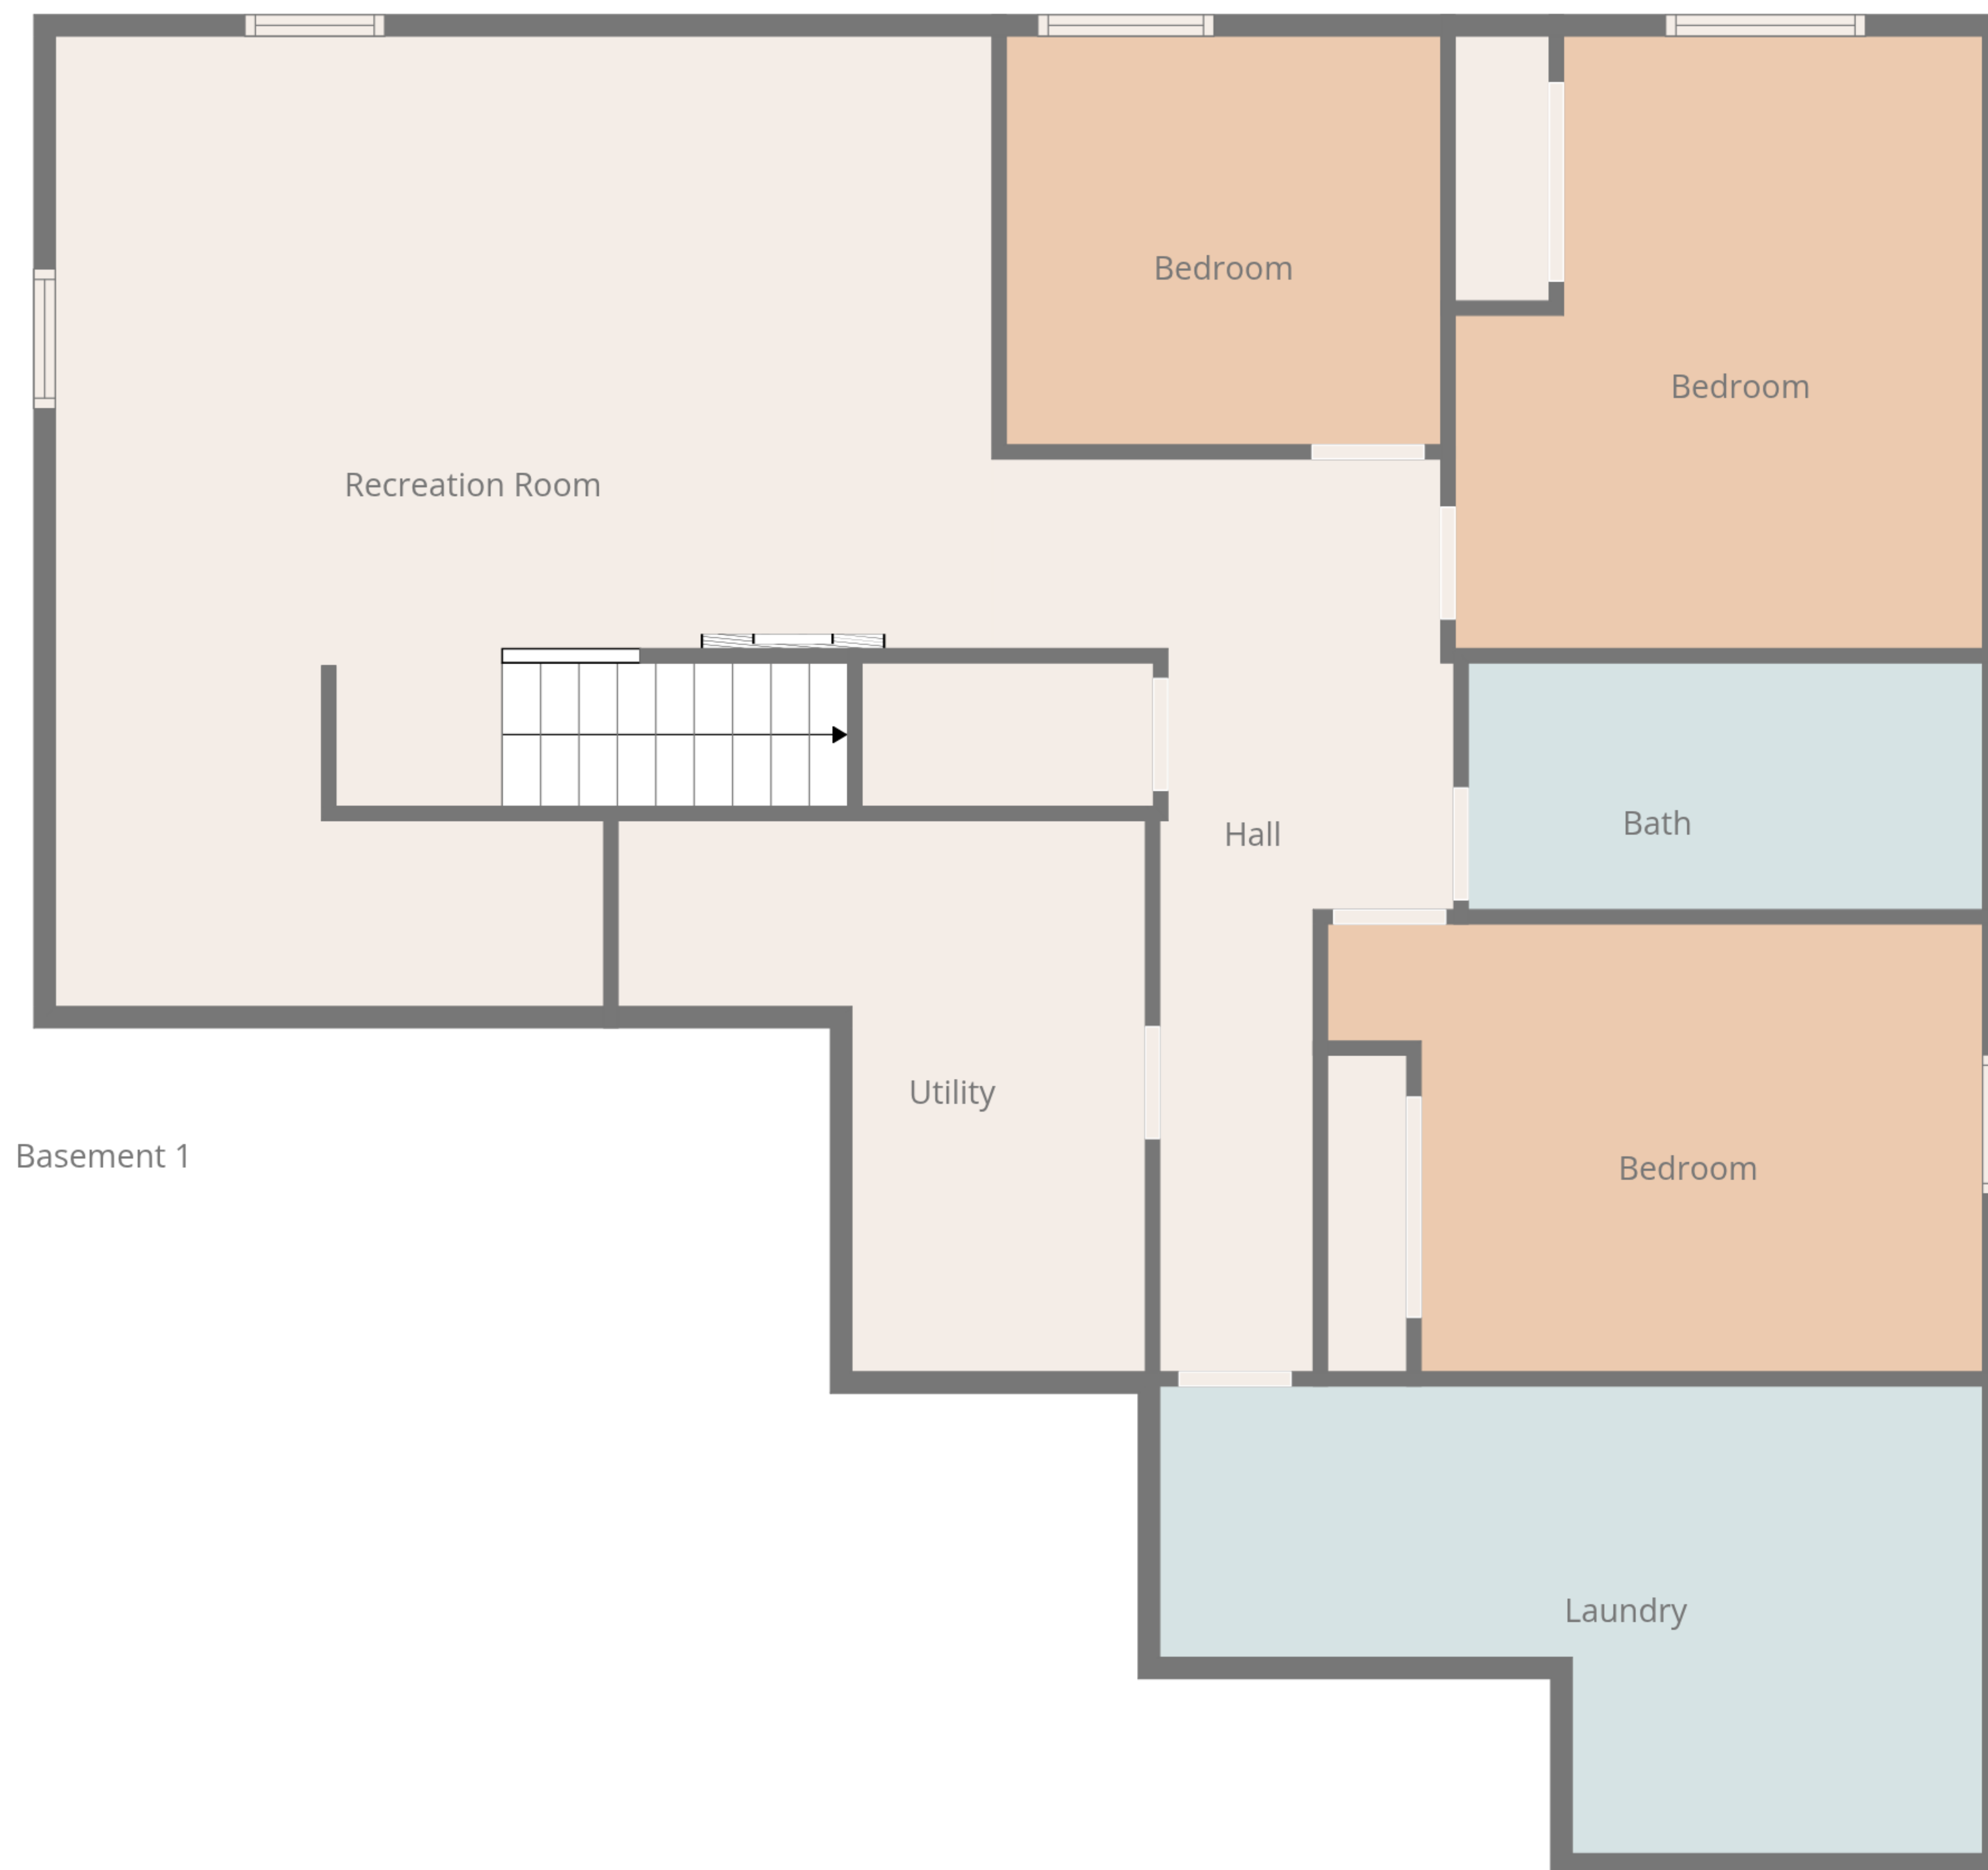 Bedroom
Bedroom
Recreation Room
Bath
Hall
Utility
Basement 1
Bedroom
Laundry